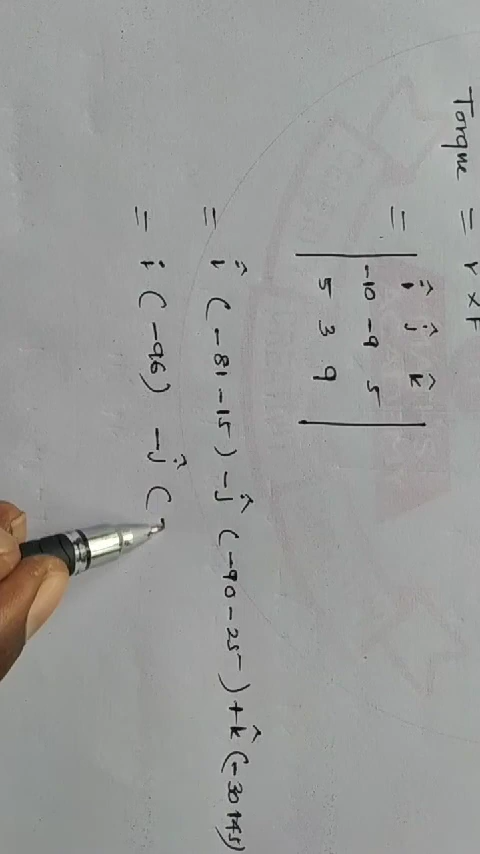 Torque = r × F
= | î ĵ k̂ |
| -10 -9 5 |
| 5 3 9 |
= î (-81-15) -ĵ (-90-25) + k̂ (-30+45)
= i (-96) -ĵ (